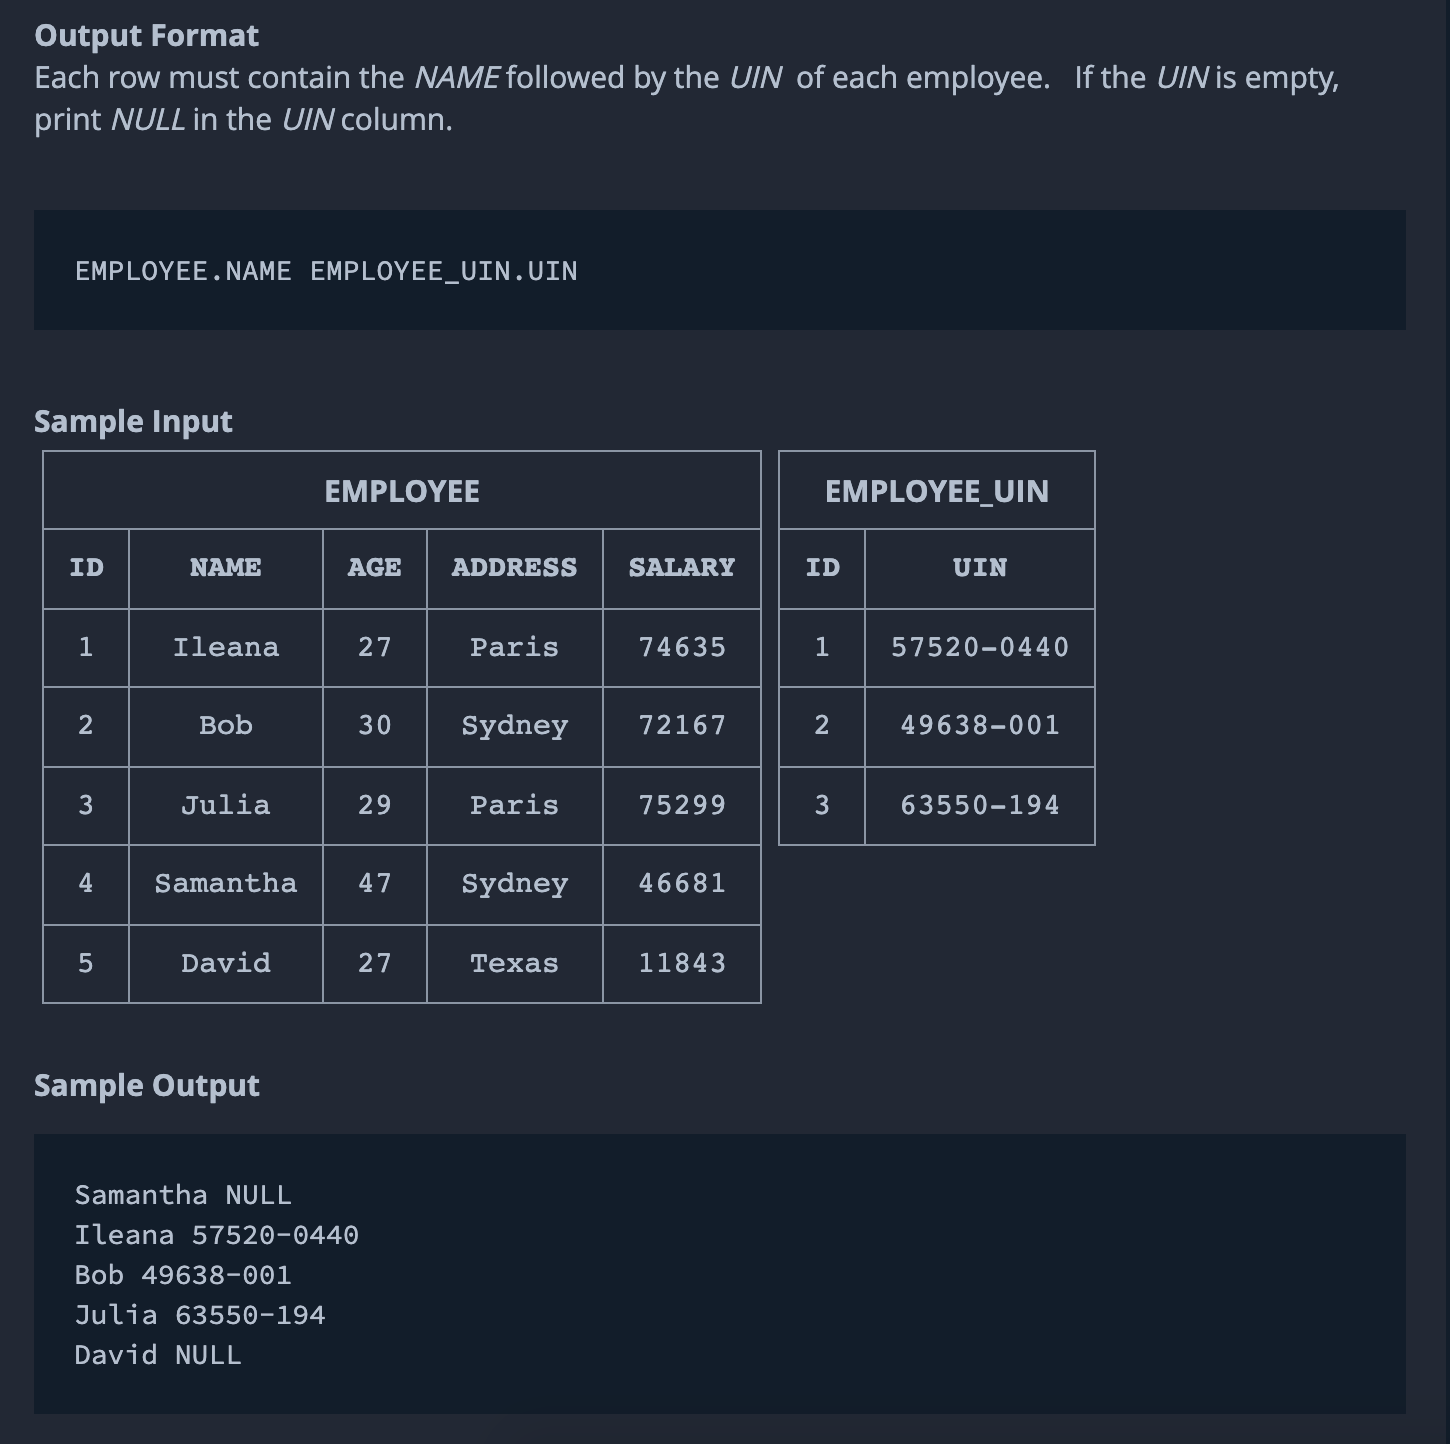 Output Format
Each row must contain the NAME followed by the UIN of each employee. If the UIN is empty,
print NULL in the UIN column.
EMPLOYEE.NAME EMPLOYEE_UIN.UIN
Sample Input
EMPLOYEE
ID NAME AGE ADDRESS SALARY
1 Ileana 27 Paris 74635
2 Bob 30 Sydney 72167
3 Julia 29 Paris 75299
4 Samantha 47 Sydney 46681
5 David 27 Texas 11843
EMPLOYEE_UIN
ID UIN
1 57520-0440
2 49638-001
3 63550-194
Sample Output
Samantha NULL
Ileana 57520-0440
Bob 49638-001
Julia 63550-194
David NULL